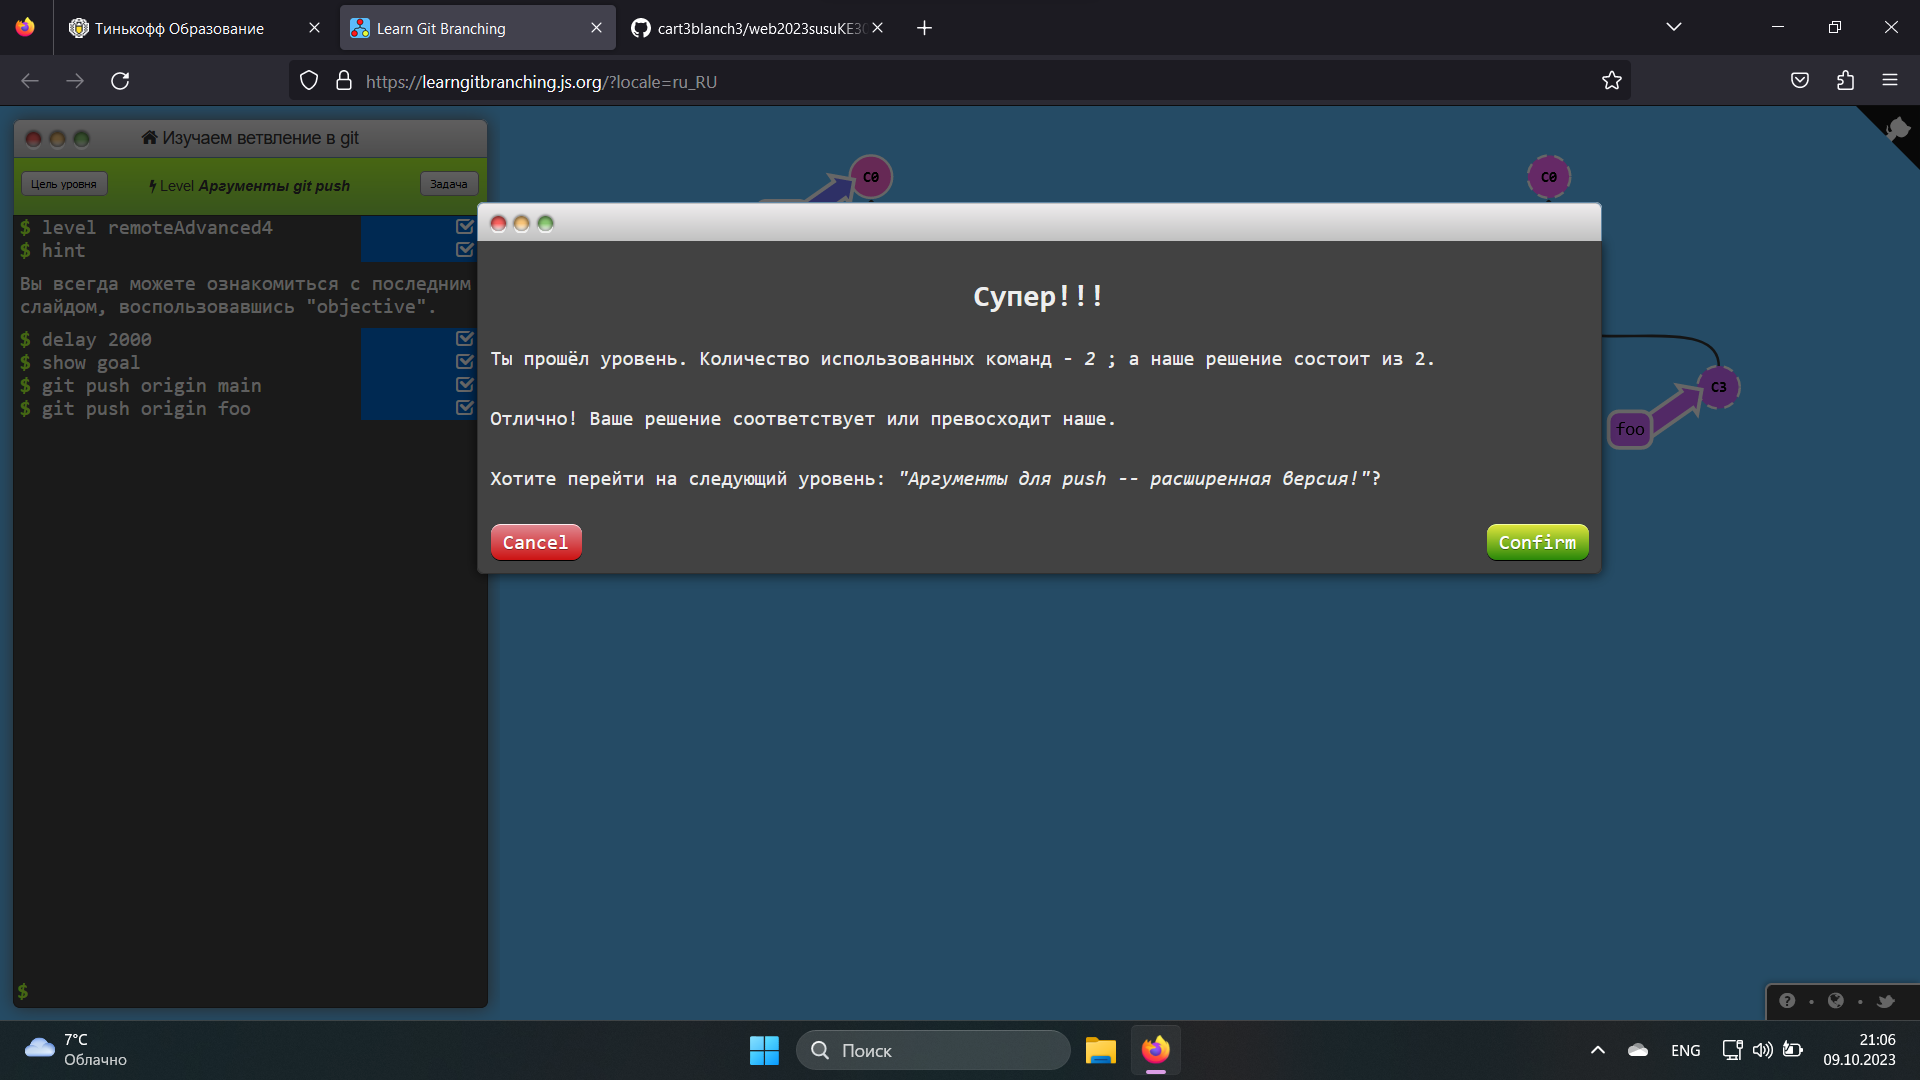 Тинькофф Образование
Learn Git Branching
cart3blanch3/web2023susuKE3
https://learngitbranching.js.org/?locale=ru_RU
Изучаем ветвление в git
Цель уровня
Level Аргументы git push
Задача
$ level remoteAdvanced4
$ hint
Вы всегда можете ознакомиться с последним
слайдом, воспользовавшись "objective".
$ delay 2000
$ show goal
$ git push origin main
$ git push origin foo
$
C0
C0
C3
foo
Супер!!!
Ты прошёл уровень. Количество использованных команд - 2 ; а наше решение состоит из 2.
Отлично! Ваше решение соответствует или превосходит наше.
Хотите перейти на следующий уровень: "Аргументы для push -- расширенная версия!"?
Cancel
Confirm
7°C
Облачно
Поиск
ENG
21:06
09.10.2023